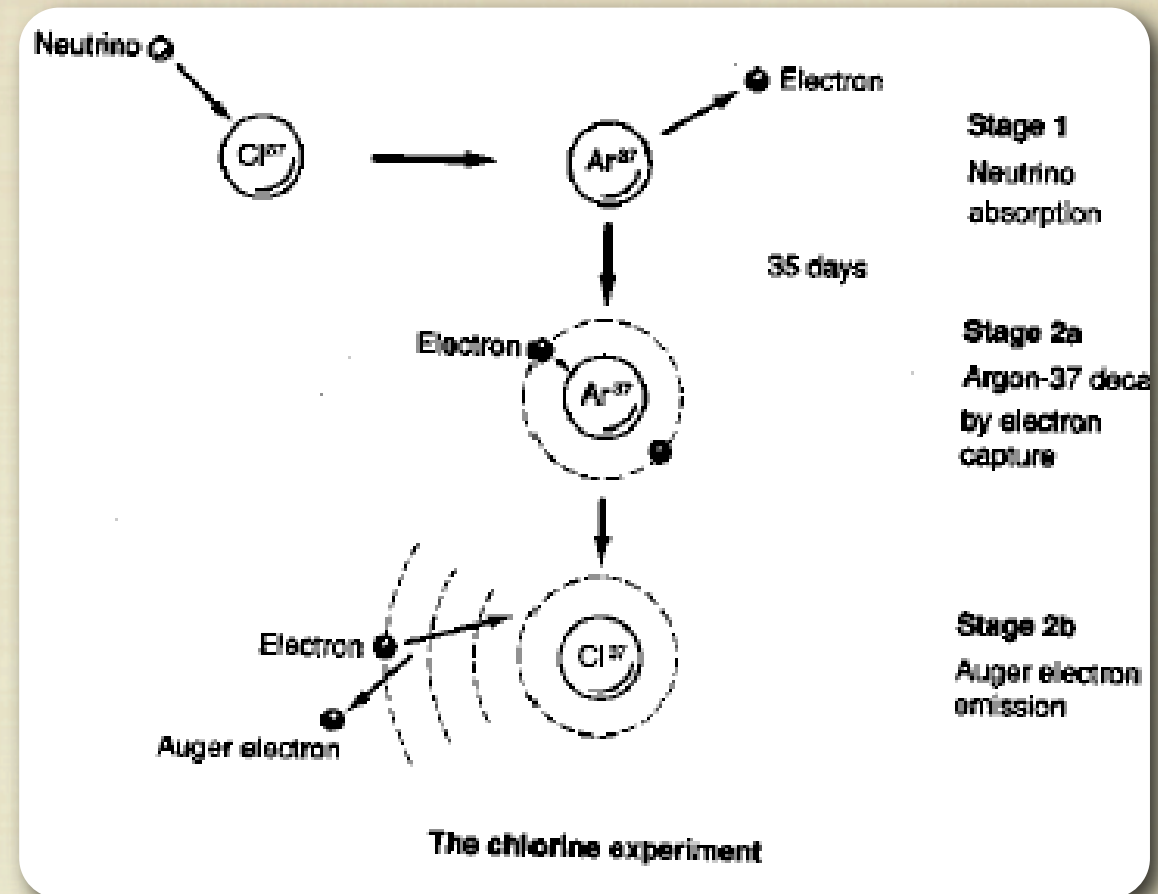 Neutrino
Electron
Stage 1
Cl³⁷
Ar³⁷
Neutrino
absorption
35 days
Electron
Stage 2a
Ar³⁷
Argon-37 deca
by electron
capture
Electron
Cl³⁷
Stage 2b
Auger electron
emission
Auger electron
The chlorine experiment